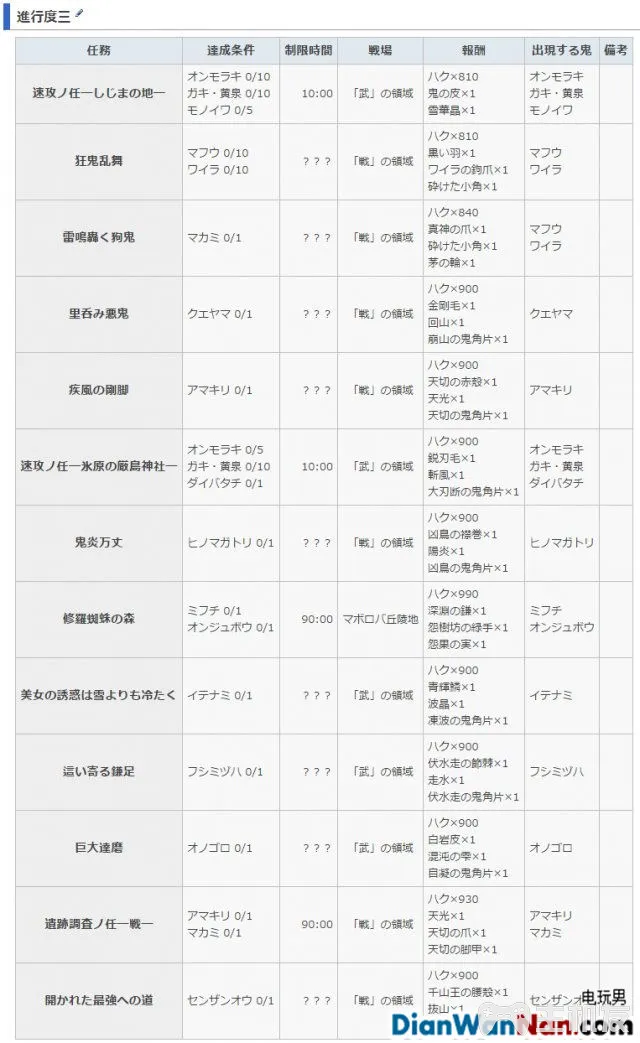 進行度三
任務 達成条件 制限時間 戦場 報酬 出現する鬼 備考
オンモラキ 0/10 ハク×810 オンモラキ
速攻ノ任―しじまの地― ガキ・黄泉 0/10 10:00 「武」の領域 鬼の皮×1 ガキ・黄泉
モノイワ 0/5 雪華晶×1 モノイワ
ハク×810
狂鬼乱舞 マフウ 0/10 ？？？ 「戦」の領域 黒い羽×1 マフウ
ワイラ 0/10 ワイラの鉤爪×1 ワイラ
砕けた小角×1
ハク×840
雷鳴轟く狗鬼 マカミ 0/1 ？？？ 「戦」の領域 真神の爪×1 マフウ
砕けた小角×1 ワイラ
茅の輪×1
ハク×900
里呑み悪鬼 クエヤマ 0/1 ？？？ 「戦」の領域 金剛毛×1 クエヤマ
回山×1
崩山の鬼角片×1
ハク×900
疾風の剛脚 アマキリ 0/1 ？？？ 「戦」の領域 天切の赤殻×1 アマキリ
天光×1
天切の鬼角片×1
オンモラキ 0/5 ハク×900 オンモラキ
速攻ノ任―氷原の厳島神社― ガキ・黄泉 0/10 10:00 「武」の領域 鋭刃毛×1 ガキ・黄泉
ダイバタチ 0/1 斬風×1 ダイバタチ
大刃断の鬼角片×1
ハク×900
鬼炎万丈 ヒノマガトリ 0/1 ？？？ 「戦」の領域 凶鳥の襟巻×1 ヒノマガトリ
陽炎×1
凶鳥の鬼角片×1
ハク×990
修羅蜘蛛の森 ミフチ 0/1 90:00 マボロバ丘陵地 深淵の鎌×1 ミフチ
オンジュボウ 0/1 怨樹坊の緑手×1 オンジュボウ
怨果の実×1
ハク×900
美女の誘惑は雪よりも冷たく イテナミ 0/1 ？？？ 「武」の領域 青輝鱗×1 イテナミ
波晶×1
凍波の鬼角片×1
ハク×900
這い寄る鎌足 フシミヅハ 0/1 ？？？ 「武」の領域 伏水走の節棘×1 フシミヅハ
走水×1
伏水走の鬼角片×1
ハク×900
巨大達磨 オノゴロ 0/1 ？？？ 「武」の領域 白岩皮×1 オノゴロ
混沌の雫×1
自凝の鬼角片×1
ハク×930
遺跡調査ノ任―戦― アマキリ 0/1 90:00 「戦」の領域 天光×1 アマキリ
マカミ 0/1 天切の爪×1 マカミ
天切の脚甲×1
ハク×900
開かれた最強への道 センザンオウ 0/1 ？？？ 「戦」の領域 千山王の腰殻×1 センザンオ
抜山×1
电玩男
DianWanNan.com